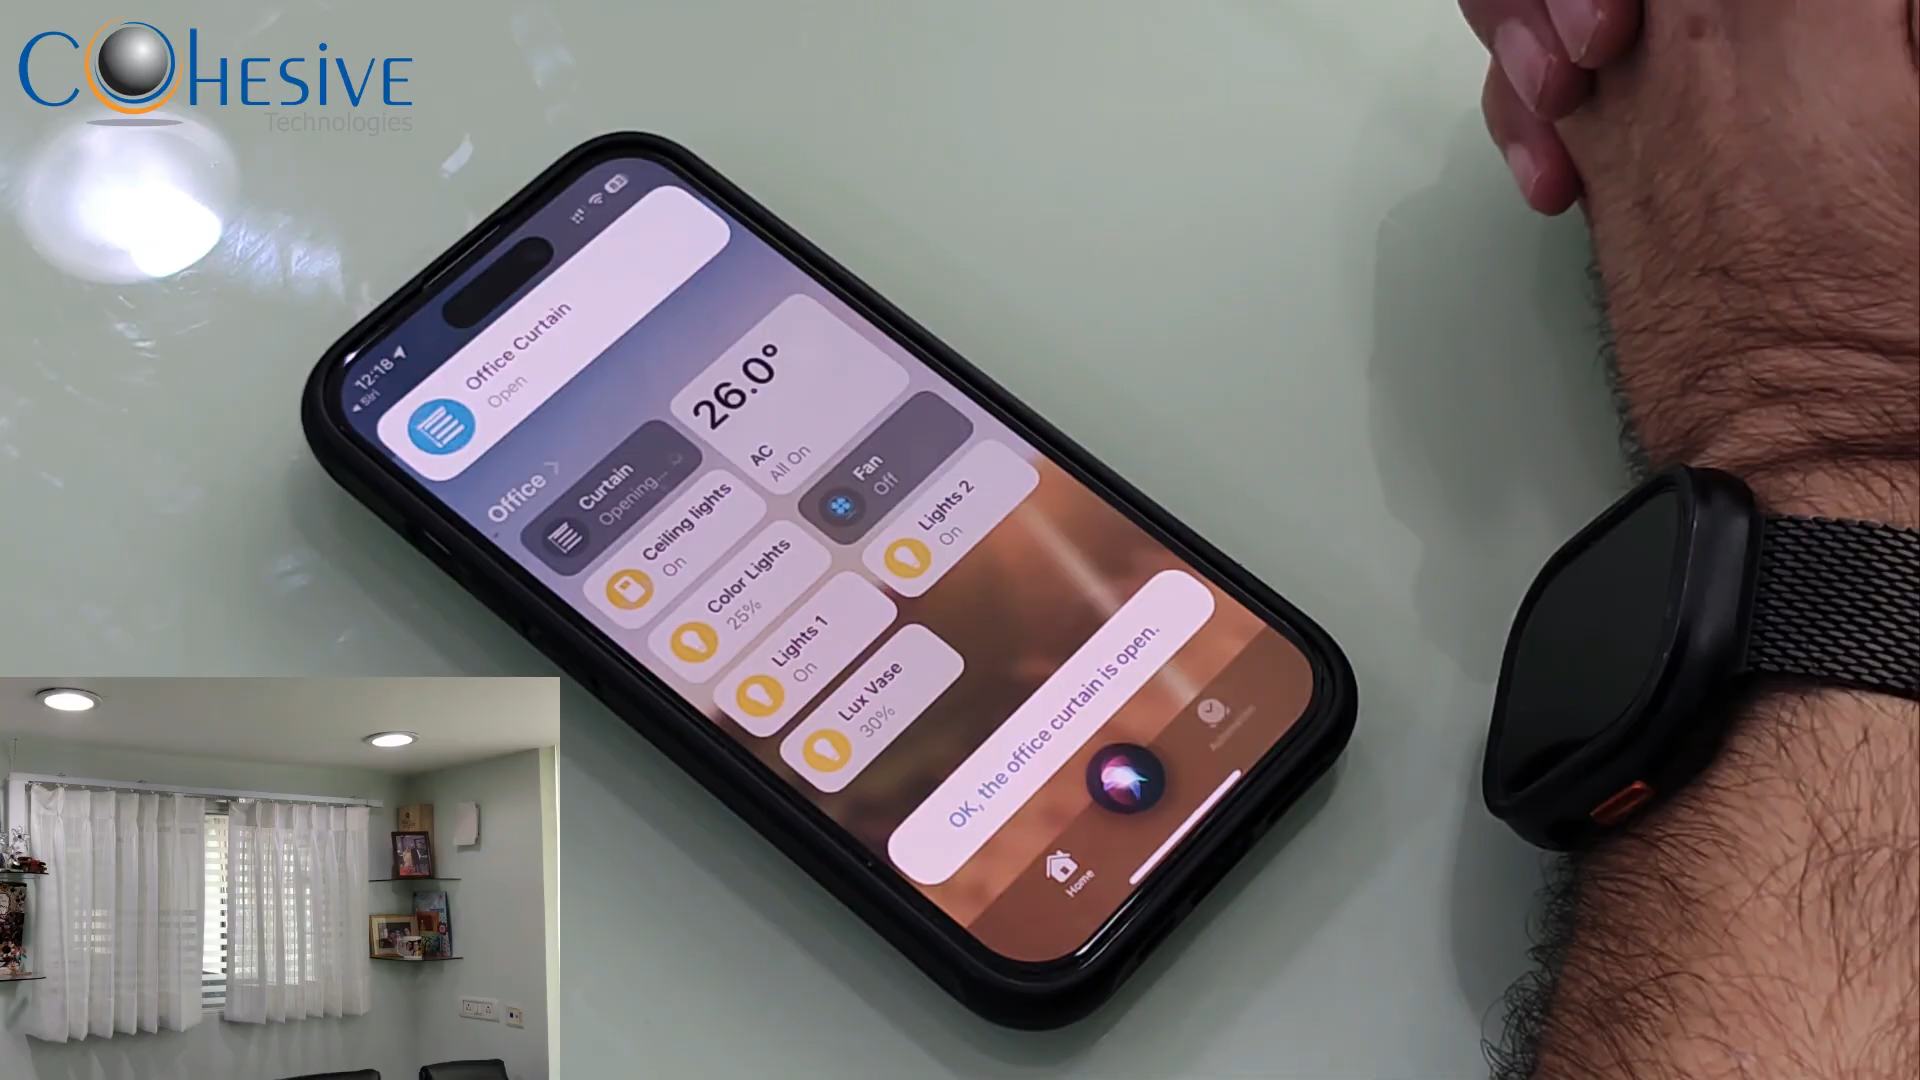 COHESIVE
Technologies
12:18
Siri
83
Office Curtain
Open
Office
Curtain
Opening...
26.0°
AC
All On
Ceiling lights
On
Fan
Off
Color Lights
25%
Lights 2
On
Lights 1
On
Lux Vase
30%
OK, the office curtain is open.
Home